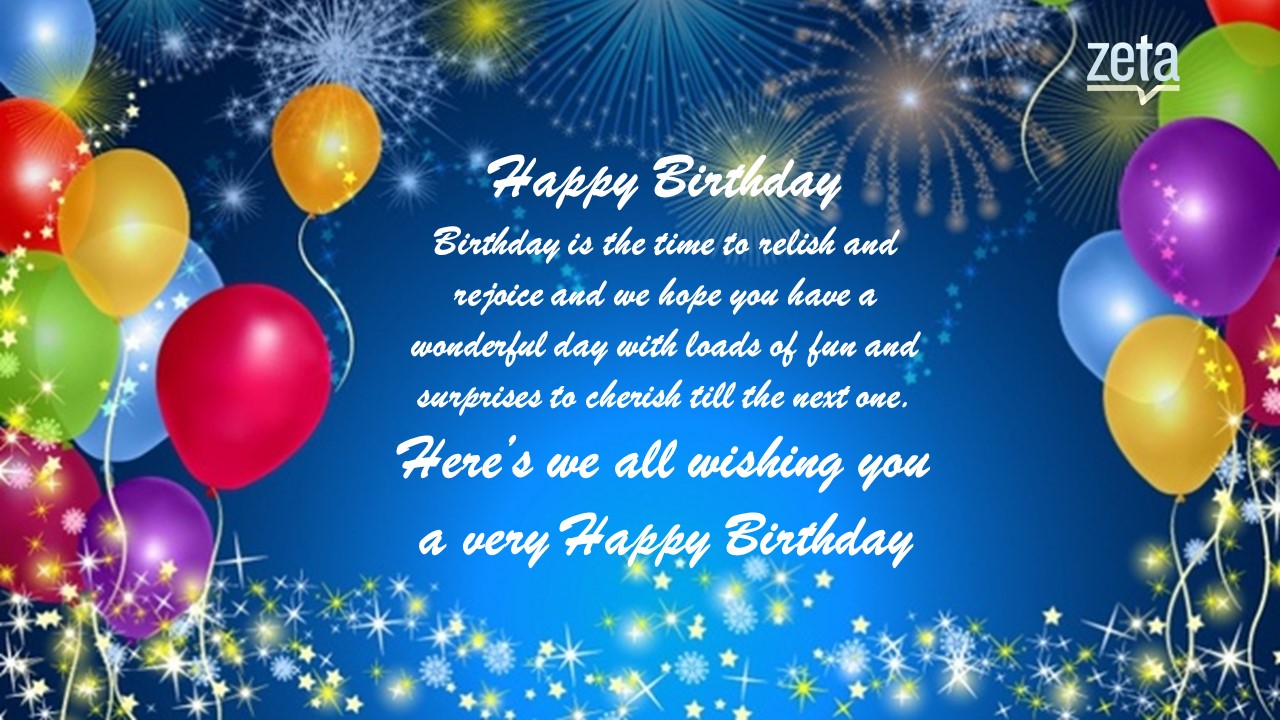 zeta
Happy Birthday
Birthday is the time to relish and
rejoice and we hope you have a
wonderful day with loads of fun and
surprises to cherish till the next one.
Here's we all wishing you
a very Happy Birthday